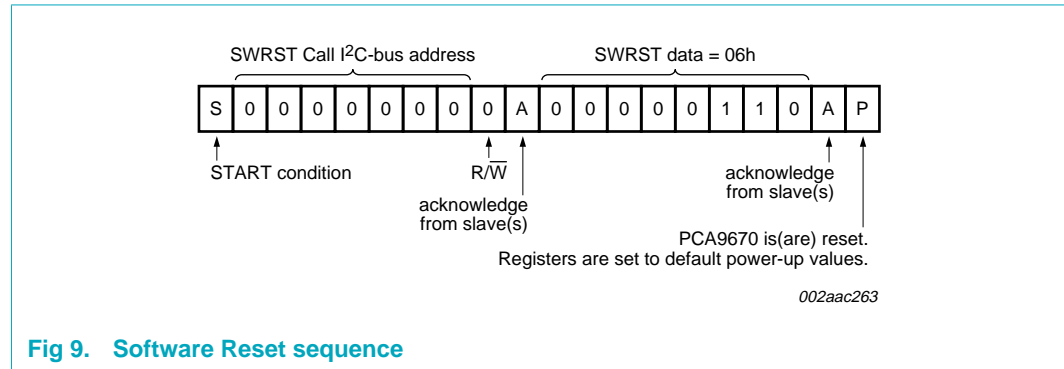 SWRST Call I2C-bus address SWRST data = 06h
S 0 0 0 0 0 0 0 0 A 0 0 0 0 0 1 1 0 A P
START condition R/W acknowledge
from slave(s)
acknowledge
from slave(s)
PCA9670 is(are) reset.
Registers are set to default power-up values.
002aac263
Fig 9. Software Reset sequence